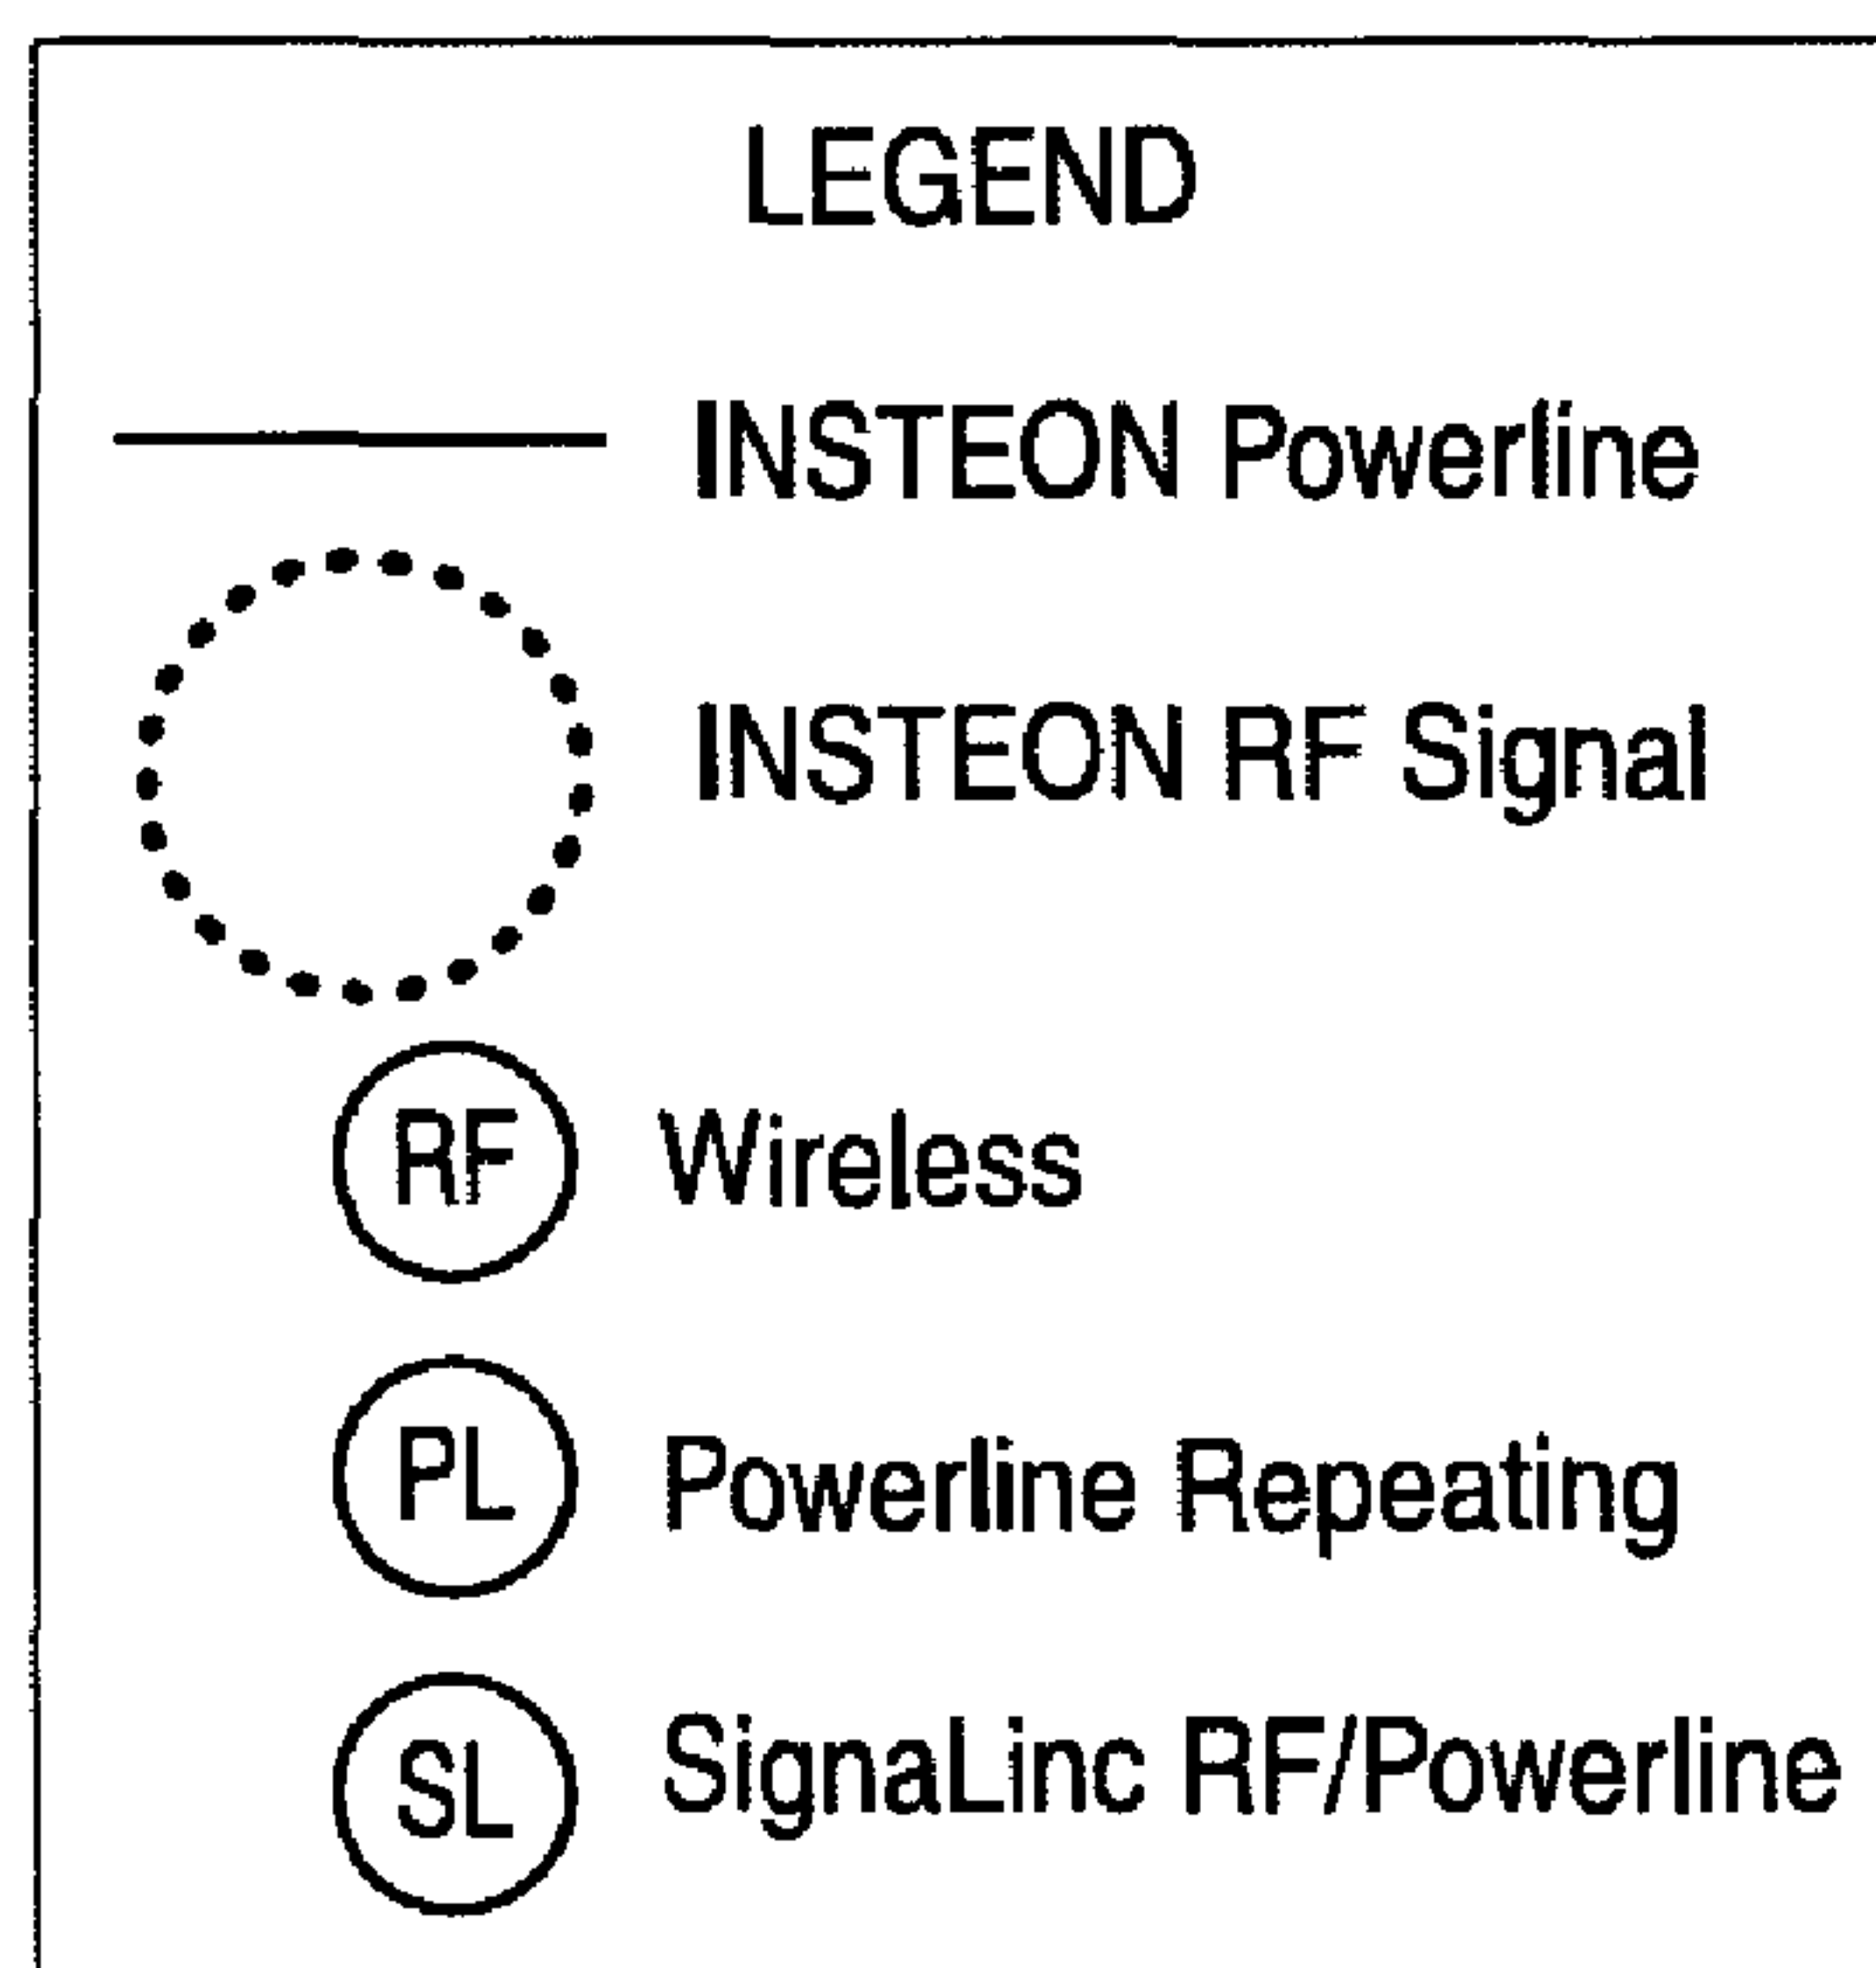 LEGEND
INSTEON Powerline
INSTEON RF Signal
RF Wireless
PL Powerline Repeating
SL SignaLinc RF/Powerline